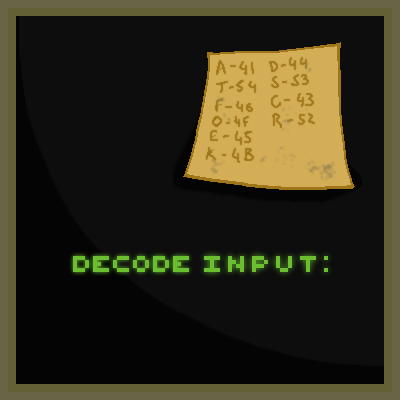 A-41 D-44
T-54 S-53
F-46 C-43
O-4F R-52
E-45
K-4B
DECODE INPUT: